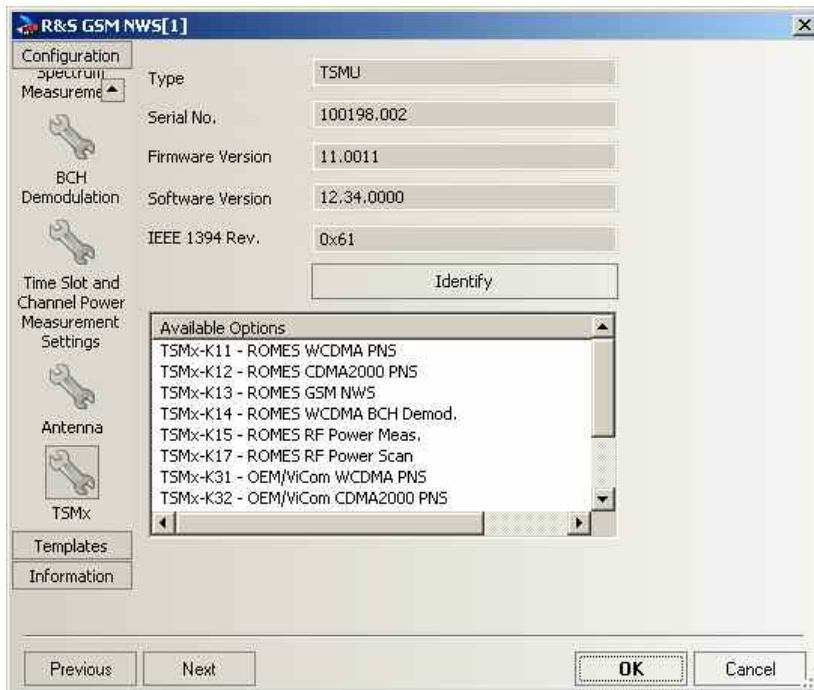 R&S GSM NWS[1]
Configuration
Spectrum
Measureme
BCH
Demodulation
Time Slot and
Channel Power
Measurement
Settings
Antenna
TSMx
Templates
Information
Type
TSMU
Serial No.
100198.002
Firmware Version
11.0011
Software Version
12.34.0000
IEEE 1394 Rev.
0x61
Identify
Available Options
TSMx-K11 - ROMES WCDMA PNS
TSMx-K12 - ROMES CDMA2000 PNS
TSMx-K13 - ROMES GSM NWS
TSMx-K14 - ROMES WCDMA BCH Demod.
TSMx-K15 - ROMES RF Power Meas.
TSMx-K17 - ROMES RF Power Scan
TSMx-K31 - OEM/ViCom WCDMA PNS
TSMx-K32 - OEM/ViCom CDMA2000 PNS
Previous
Next
OK
Cancel